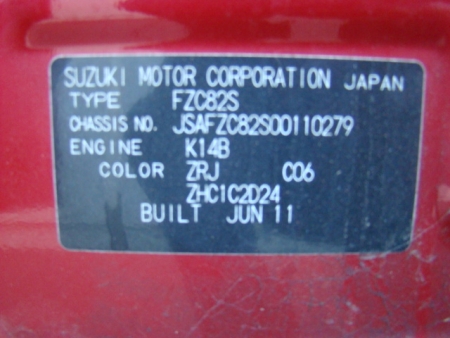 SUZUKI MOTOR CORPORATION JAPAN
TYPE FZC82S
CHASSIS NO. JSAFZC82S00110279
ENGINE K14B
COLOR ZRJ C06
ZHC1C2D24
BUILT JUN 11